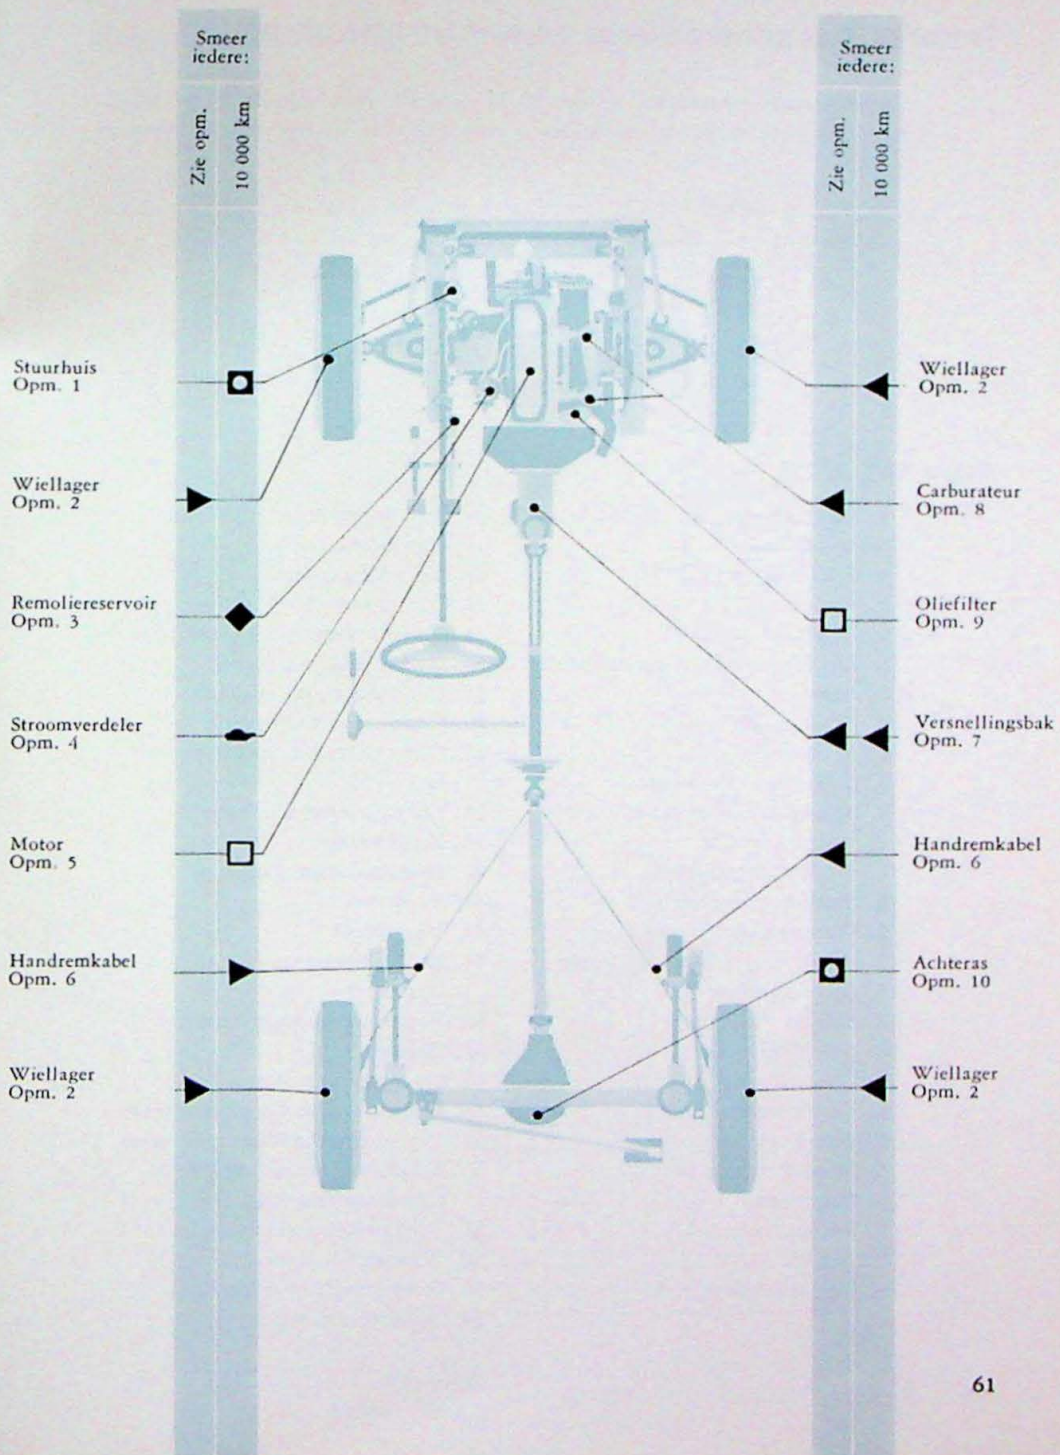 Smeer
iedere:
Zie opm.
10 000 km
Stuurhuis
Opm. 1
Wiellager
Opm. 2
Remoliereservoir
Opm. 3
Stroomverdeler
Opm. 4
Motor
Opm. 5
Handremkabel
Opm. 6
Wiellager
Opm. 2
Smeer
iedere:
Zie opm.
10 000 km
Wiellager
Opm. 2
Carburateur
Opm. 8
Oliefilter
Opm. 9
Versnellingsbak
Opm. 7
Handremkabel
Opm. 6
Achteras
Opm. 10
Wiellager
Opm. 2
61